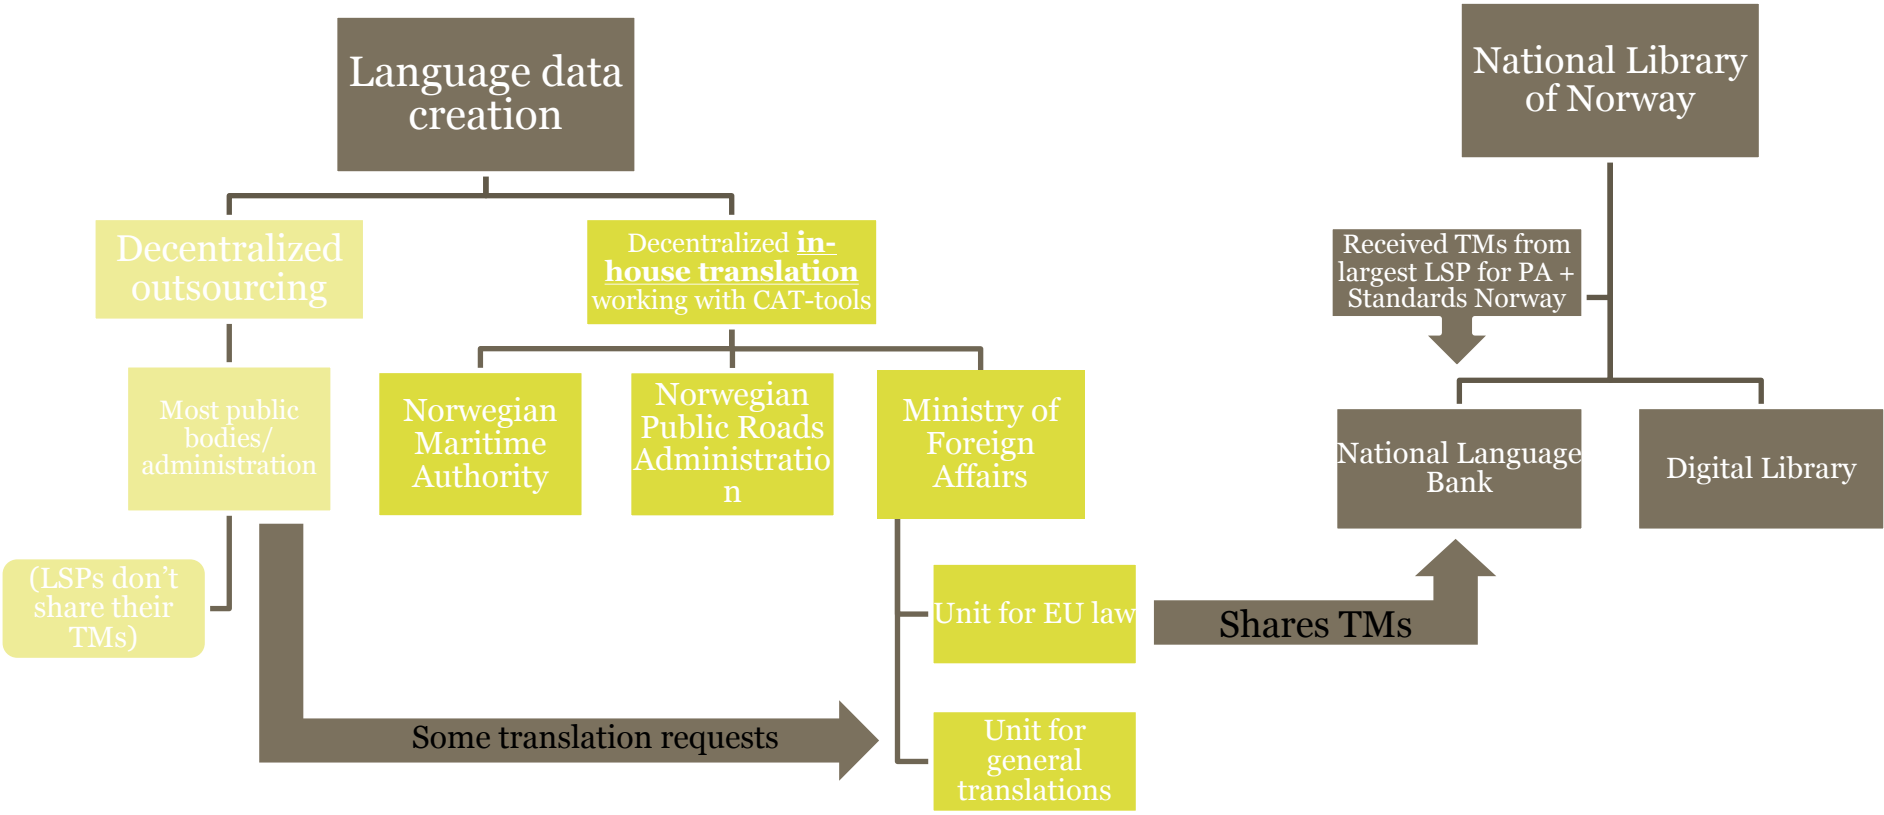 Language data
creation
National Library
of Norway
Decentralized
outsourcing
Decentralized in-
house translation
working with CAT-tools
Received TMs from
largest LSP for PA +
Standards Norway
Most public
bodies/
administration
Norwegian
Maritime
Authority
Norwegian
Public Roads
Administratio
n
Ministry of
Foreign
Affairs
National Language
Bank
Digital Library
(LSPs don’t
share their
TMs)
Unit for EU law
Shares TMs
Some translation requests
Unit for
general
translations